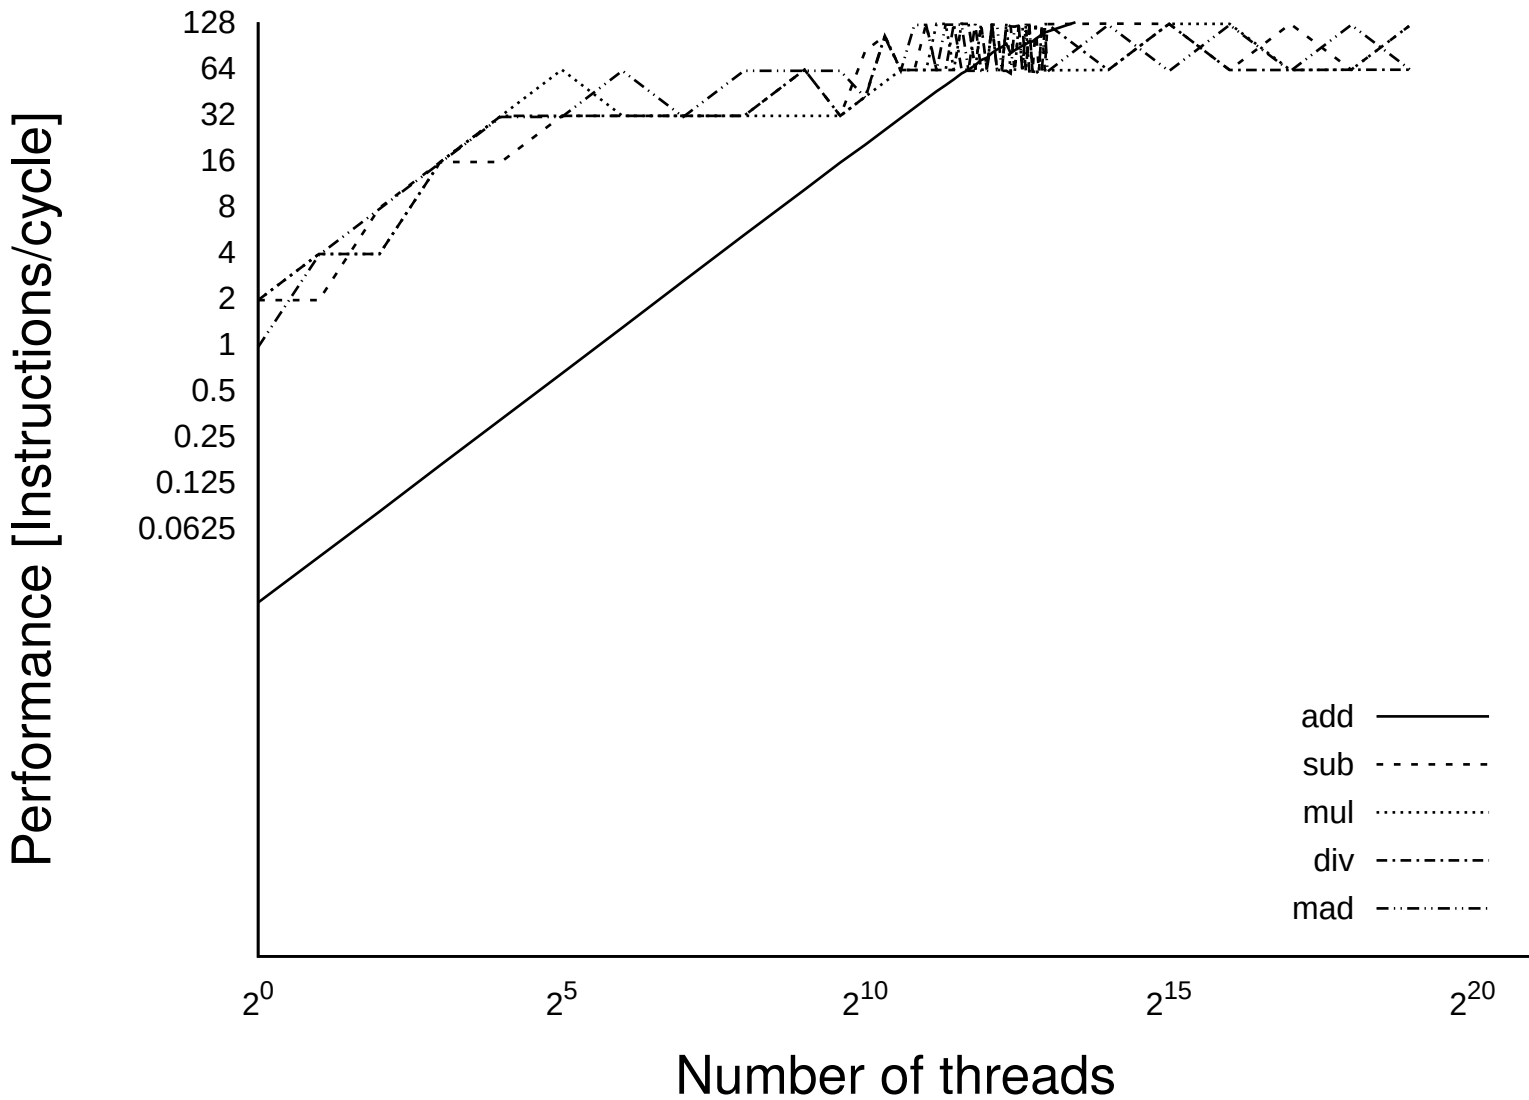 128
64
32
16
8
4
2
1
0.5
0.25
0.125
0.0625
Performance [Instructions/cycle]
add
sub
mul
div
mad
2^0 2^5 2^10 2^15 2^20
Number of threads